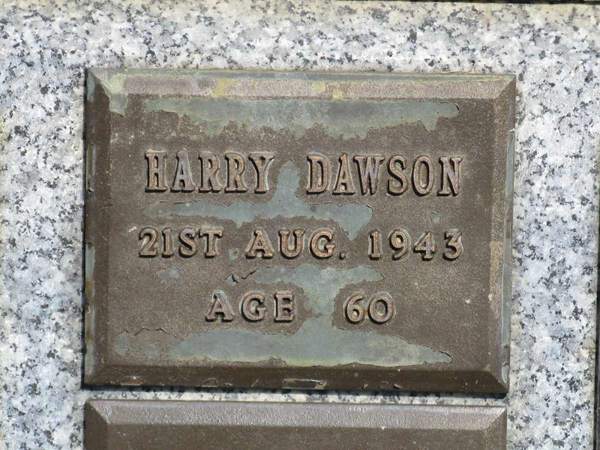 HARRY DAWSON
21ST AUG. 1943
AGE 60